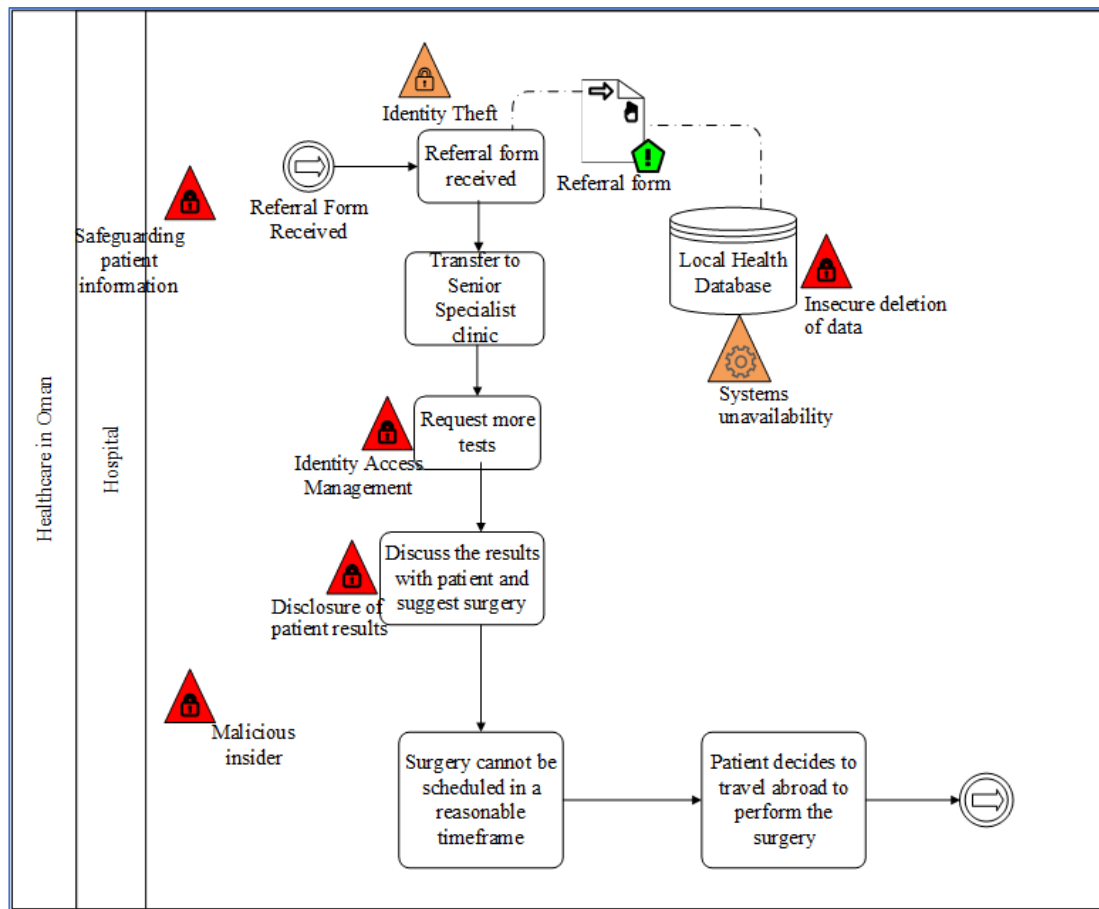 Healthcare in Oman
Hospital
Identity Theft
Referral form
received
Referral form
Referral Form
Received
Safeguarding
patient
information
Transfer to
Senior
Specialist
clinic
Local Health
Database
Insecure deletion
of data
Systems
unavailability
Request more
tests
Identity Access
Management
Discuss the results
with patient and
suggest surgery
Disclosure of
patient results
Malicious
insider
Surgery cannot be
scheduled in a
reasonable
timeframe
Patient decides to
travel abroad to
perform the
surgery